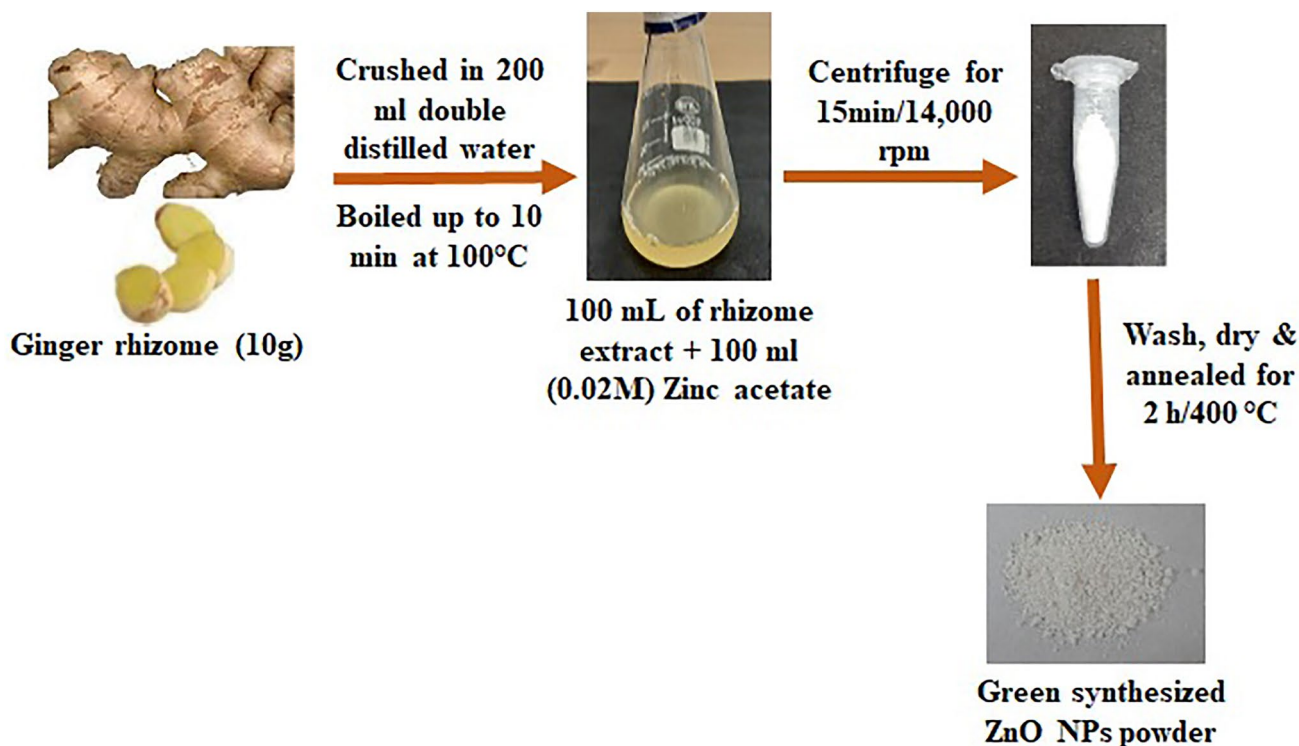 Crushed in 200
ml double
distilled water
Boiled up to 10
min at 100°C
Ginger rhizome (10g)
100 mL of rhizome
extract + 100 ml
(0.02M) Zinc acetate
Centrifuge for
15min/14,000
rpm
Wash, dry &
annealed for
2 h/400 °C
Green synthesized
ZnO NPs powder